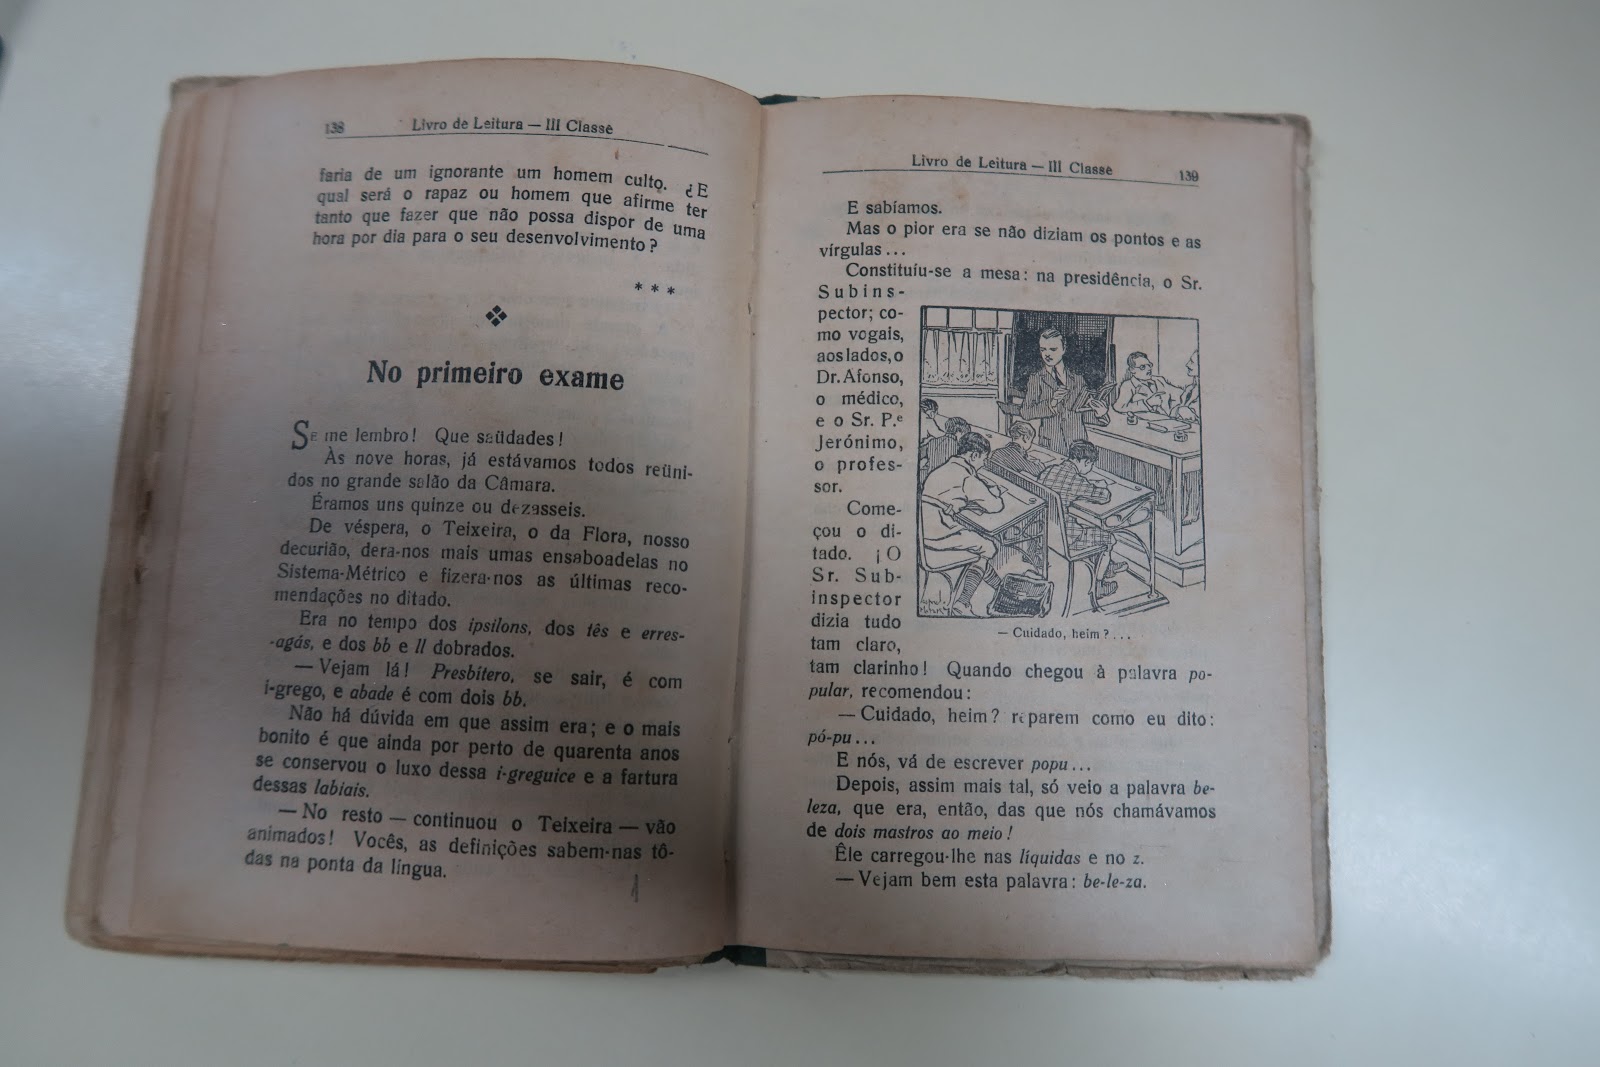 138
Livro de Leitura — III Classe
faria de um ignorante um homem culto. ¿E
qual será o rapaz ou homem que afirme ter
tanto que fazer que não possa dispor de uma
hora por dia para o seu desenvolvimento?
* * *
No primeiro exame
SE me lembro! Que saüdades!
Às nove horas, já estávamos todos reüni-
dos no grande salão da Câmara.
Éramos uns quinze ou dezasseis.
De véspera, o Teixeira, o da Flora, nosso
decurião, dera-nos mais umas ensaboadelas no
Sistema-Métrico e fizera-nos as últimas reco-
mendações no ditado.
Era no tempo dos ipsilons, dos tês e erres-
-agás, e dos bb e ll dobrados.
— Vejam lá! Presbítero, se sair, é com
i-grego, e abade é com dois bb.
Não há dúvida em que assim era; e o mais
bonito é que ainda por perto de quarenta anos
se conservou o luxo dessa i-greguice e a fartura
dessas labiais.
— No resto — continuou o Teixeira — vão
animados! Vocês, as definições sabem-nas tô-
das na ponta da língua.
Livro de Leitura — III Classe
139
E sabíamos.
Mas o pior era se não diziam os pontos e as
vírgulas...
Constituíu-se a mesa: na presidência, o Sr.
Subins-
pector; co-
mo vogais,
aos lados, o
Dr. Afonso,
o médico,
e o Sr. P.e
Jerónimo,
o profes-
sor.
Come-
çou o di-
tado. ¡O
Sr. Sub-
inspector
dizia tudo
tam claro,
— Cuidado, heim?...
tam clarinho! Quando chegou à palavra po-
pular, recomendou:
— Cuidado, heim? reparem como eu dito:
pó-pu...
E nós, vá de escrever popu...
Depois, assim mais tal, só veio a palavra be-
leza, que era, então, das que nós chamávamos
de dois mastros ao meio!
Êle carregou-lhe nas líquidas e no z.
— Vejam bem esta palavra: be-le-za.